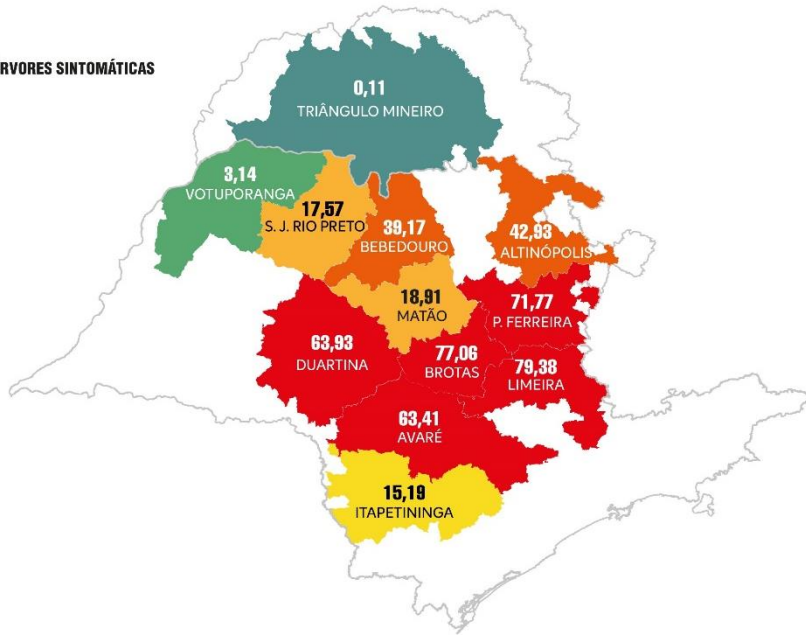 RVORES SINTOMÁTICAS
0,11
TRIÂNGULO MINEIRO
3,14
VOTUPORANGA
17,57
S. J. RIO PRETO
39,17
BEBEDOURO
42,93
ALTINÓPOLIS
18,91
MATÃO
71,77
P. FERREIRA
63,93
DUARTINA
77,06
BROTAS
79,38
LIMEIRA
63,41
AVARÉ
15,19
ITAPETININGA